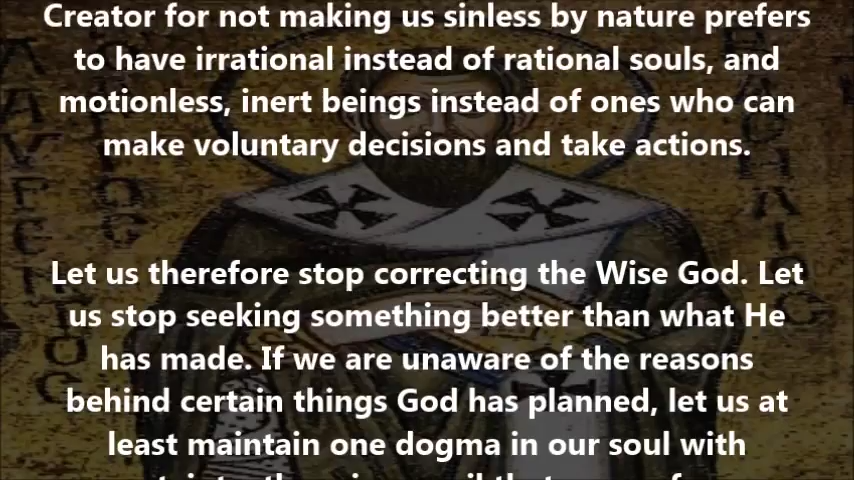 Creator for not making us sinless by nature prefers
to have irrational instead of rational souls, and
motionless, inert beings instead of ones who can
make voluntary decisions and take actions.
Let us therefore stop correcting the Wise God. Let
us stop seeking something better than what He
has made. If we are unaware of the reasons
behind certain things God has planned, let us at
least maintain one dogma in our soul with